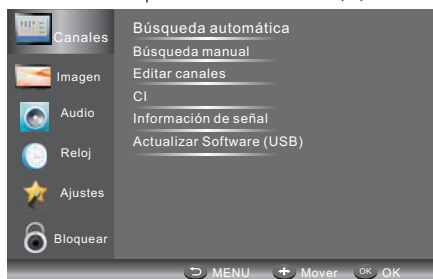 Canales
Imagen
Audio
Reloj
Ajustes
Bloquear
Búsqueda automática
Búsqueda manual
Editar canales
CI
Información de señal
Actualizar Software (USB)
MENU Mover OK OK